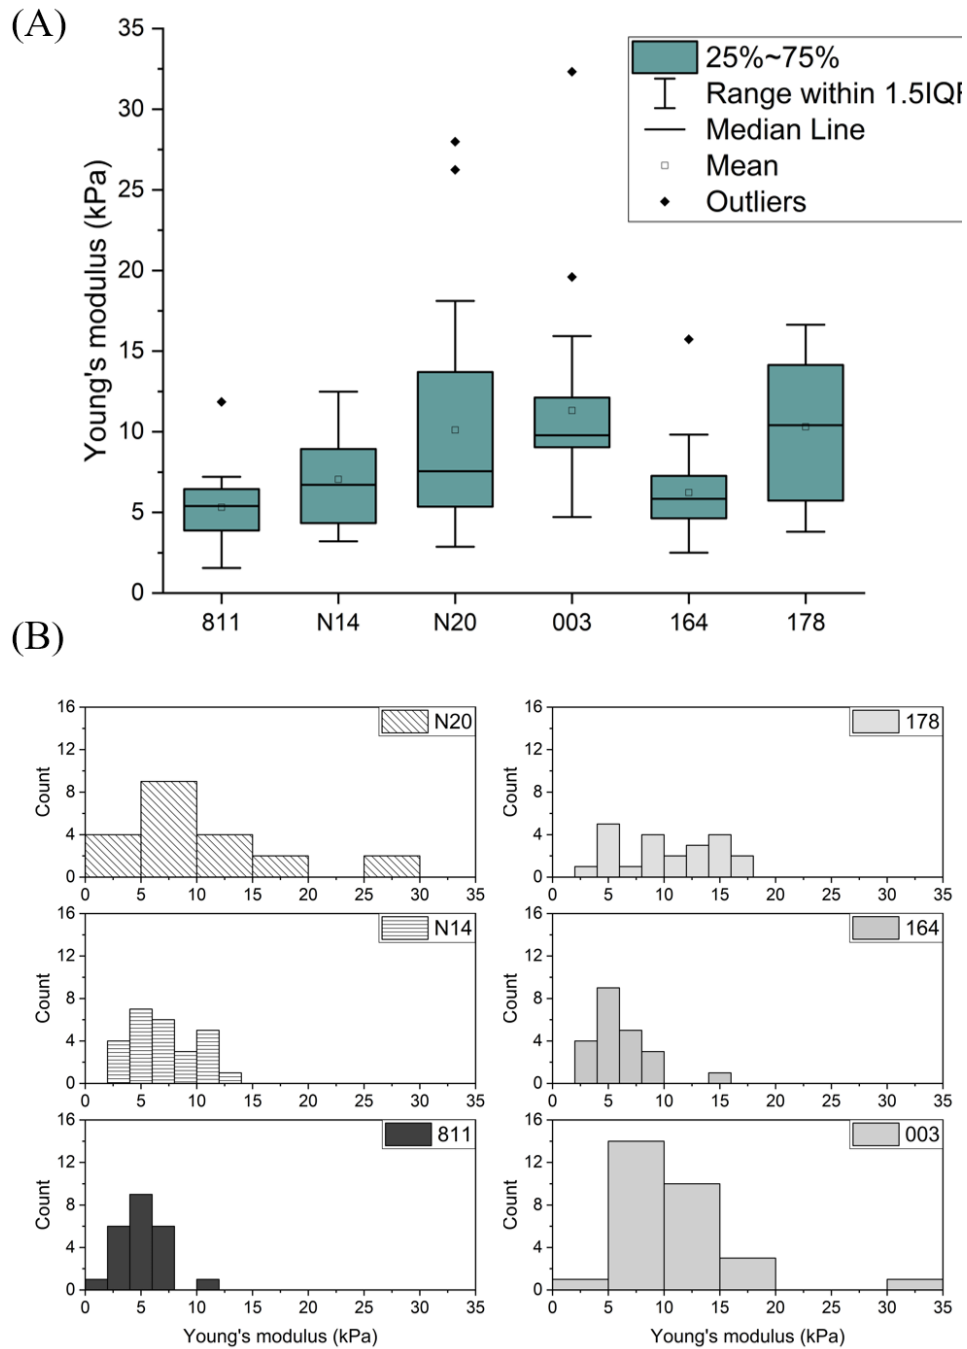 (A)
35
30
25
20
15
10
5
0
Young's modulus (kPa)
25%~75%
Range within 1.5IQR
Median Line
Mean
Outliers
811 N14 N20 003 164 178
(B)
16
12
8
4
0
Count
N20
0 5 10 15 20 25 30 35
16
12
8
4
0
Count
178
0 5 10 15 20 25 30 35
16
12
8
4
0
Count
N14
0 5 10 15 20 25 30 35
16
12
8
4
0
Count
164
0 5 10 15 20 25 30 35
16
12
8
4
0
Count
811
0 5 10 15 20 25 30 35
Young's modulus (kPa)
16
12
8
4
0
Count
003
0 5 10 15 20 25 30 35
Young's modulus (kPa)